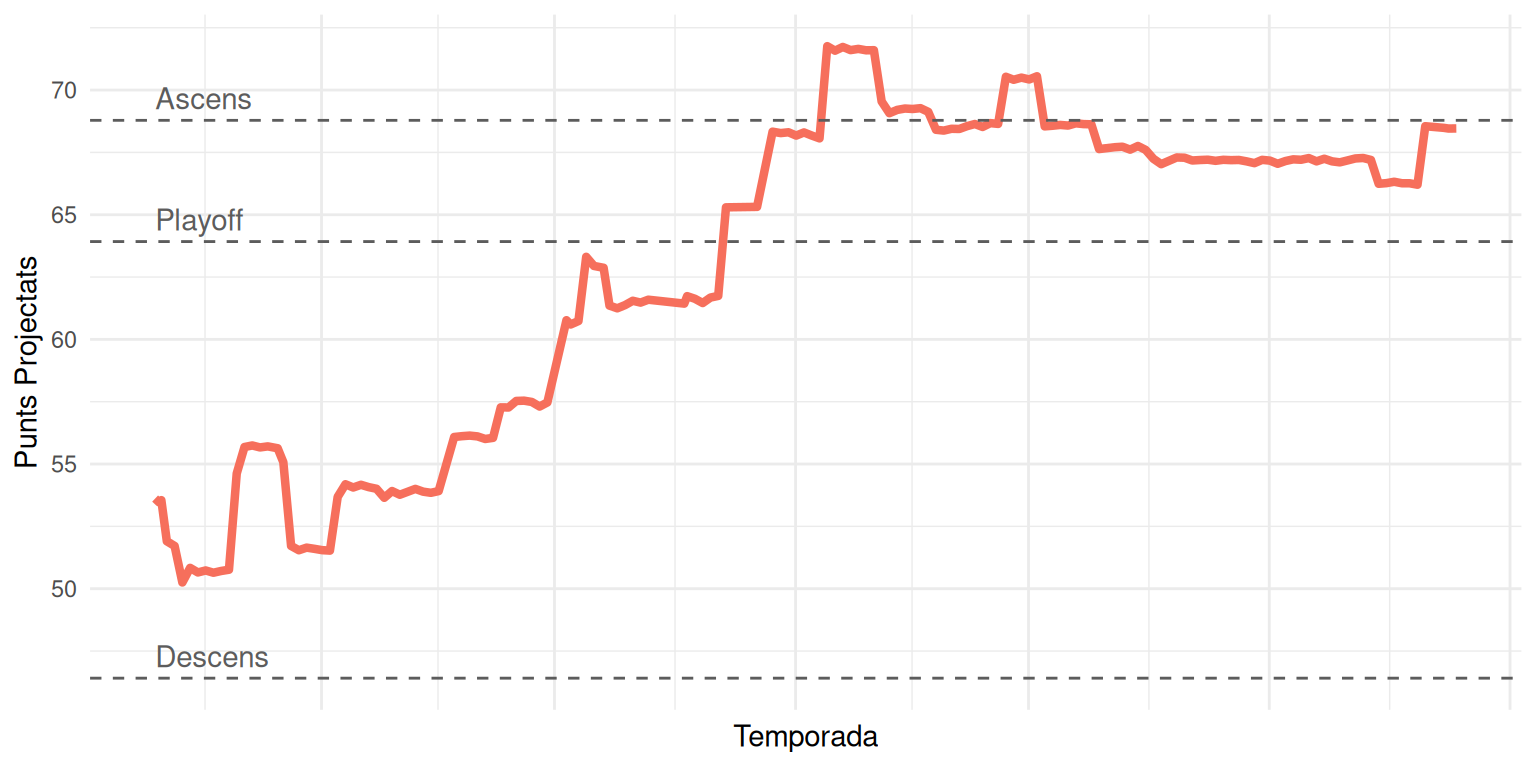 70
Ascens
65
Playoff
60
55
50
Descens
Punts Projectats
Temporada